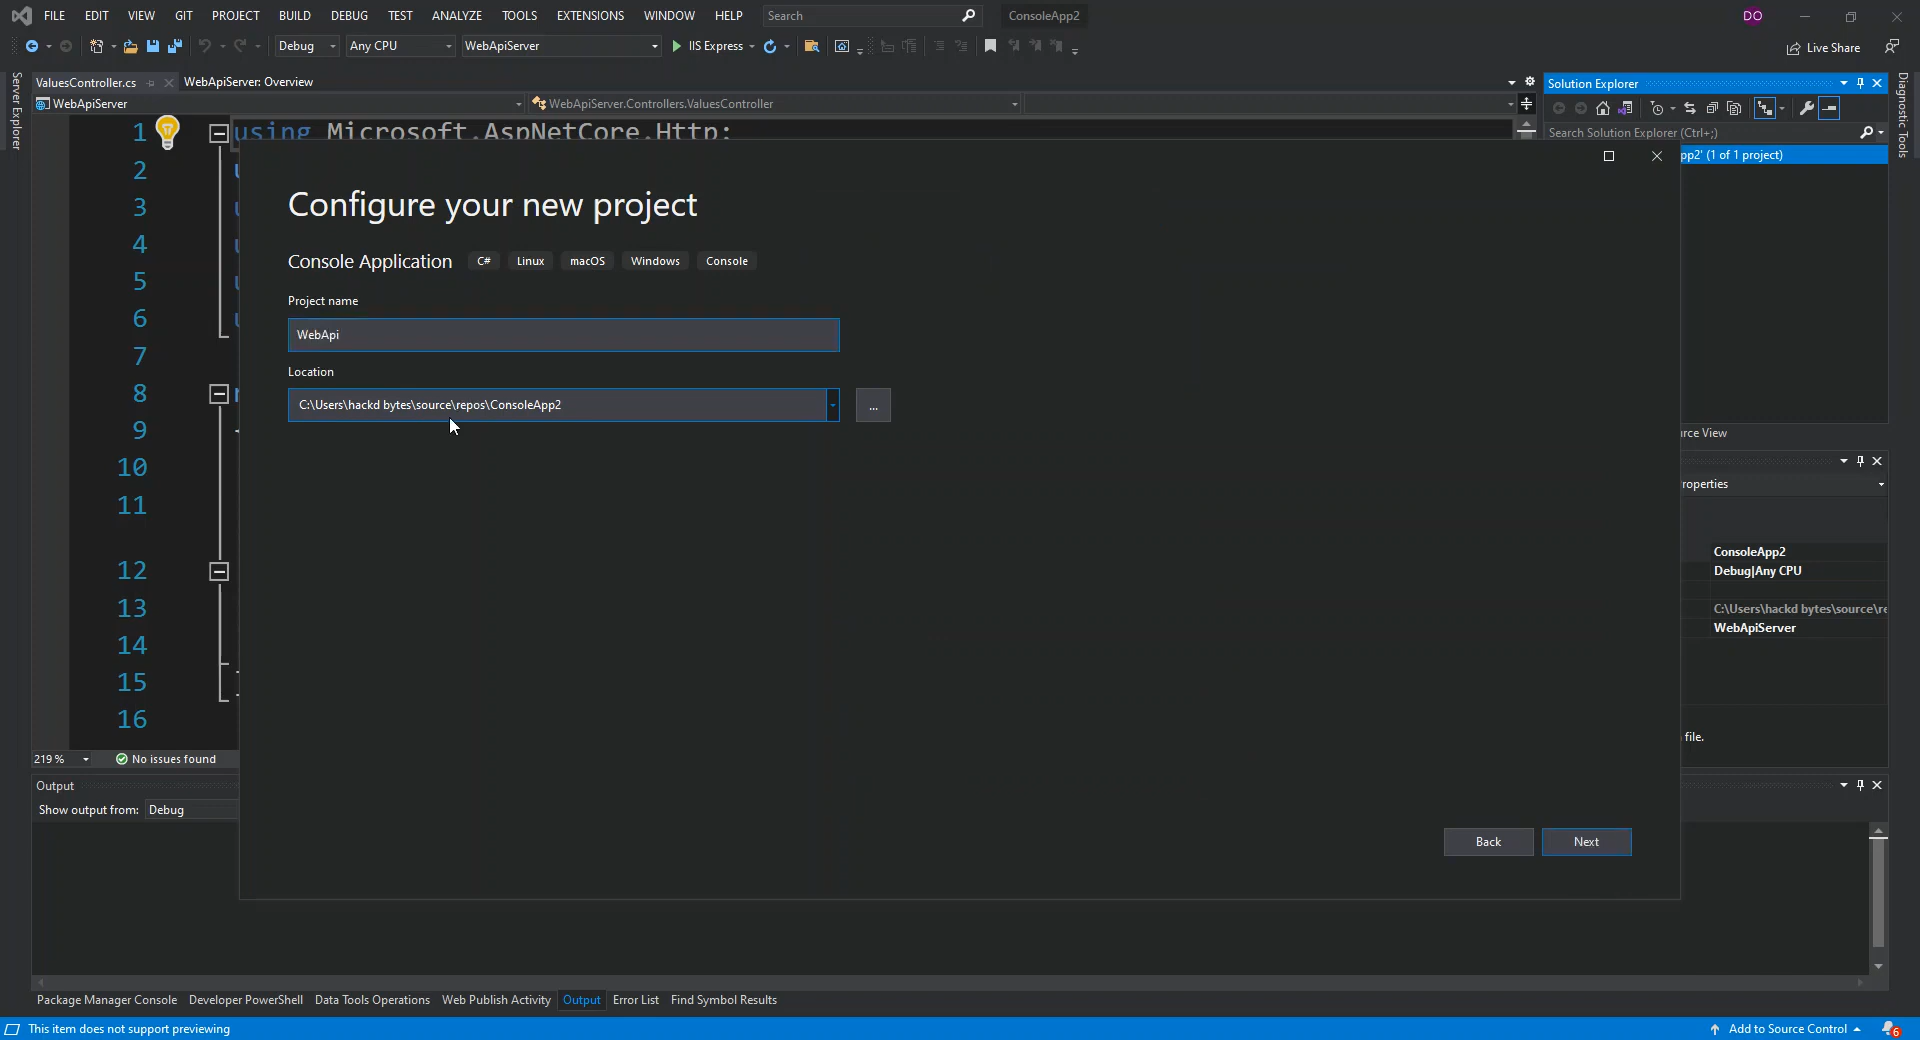 FILE EDIT VIEW GIT PROJECT BUILD DEBUG TEST ANALYZE TOOLS EXTENSIONS WINDOW HELP Search ConsoleApp2 DO
Debug Any CPU WebApiServer IIS Express Live Share
ValuesController.cs WebApiServer: Overview
WebApiServer WebApiServer.Controllers.ValuesController
Server Explorer
1 using Microsoft.AspNetCore.Http;
2
3
4
5
6
7
8
9
10
11
12
13
14
15
16
219 % No issues found
Configure your new project
Console Application C# Linux macOS Windows Console
Project name
WebApi
Location
C:\Users\hackd bytes\source\repos\ConsoleApp2
...
Back Next
Solution Explorer
Search Solution Explorer (Ctrl+;)
pp2' (1 of 1 project)
Diagnostic Tools
rce View
roperties
ConsoleApp2
Debug|Any CPU
C:\Users\hackd bytes\source\re
WebApiServer
file.
Output
Show output from: Debug
Package Manager Console Developer PowerShell Data Tools Operations Web Publish Activity Output Error List Find Symbol Results
This item does not support previewing Add to Source Control 6